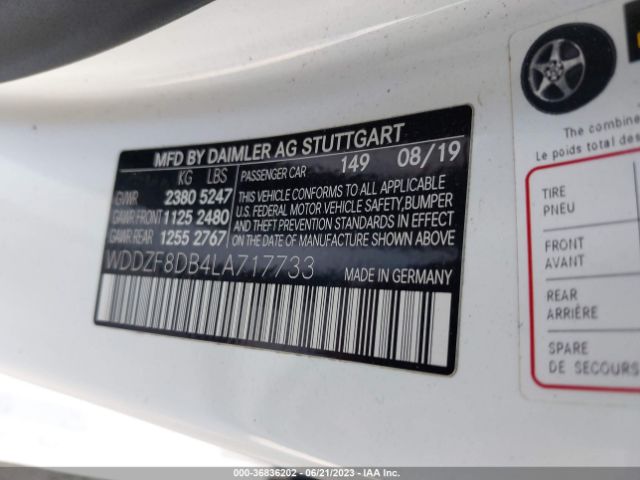 MFD BY DAIMLER AG STUTTGART
KG LBS
GVWR 2380 5247
GAWR FRONT 1125 2480
GAWR REAR 1255 2767
PASSENGER CAR 149 08/19
THIS VEHICLE CONFORMS TO ALL APPLICABLE
U.S. FEDERAL MOTOR VEHICLE SAFETY, BUMPER
AND THEFT PREVENTION STANDARDS IN EFFECT
ON THE DATE OF MANUFACTURE SHOWN ABOVE
WDDZF8DB4LA717733
MADE IN GERMANY
The combine
Le poids total des
TIRE
PNEU
FRONT
AVANT
REAR
ARRIÈRE
SPARE
DE SECOURS
000-36836202 - 06/21/2023 - IAA Inc.